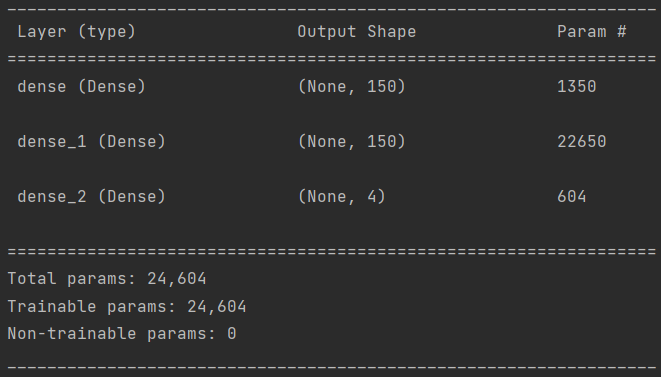 _________________________________________________________________
Layer (type)                Output Shape              Param #
=================================================================
dense (Dense)               (None, 150)               1350
dense_1 (Dense)             (None, 150)               22650
dense_2 (Dense)             (None, 4)                 604
=================================================================
Total params: 24,604
Trainable params: 24,604
Non-trainable params: 0
_________________________________________________________________